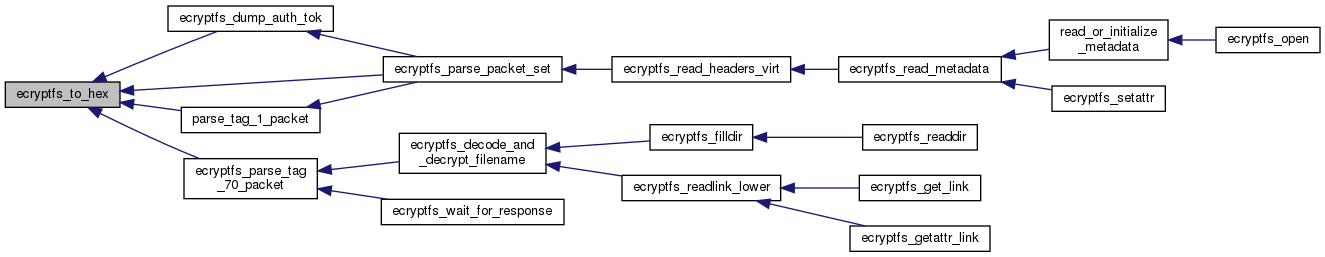 ecryptfs_to_hex
ecryptfs_dump_auth_tok
ecryptfs_parse_packet_set
parse_tag_1_packet
ecryptfs_parse_tag
_70_packet
ecryptfs_read_headers_virt
ecryptfs_read_metadata
read_or_initialize
_metadata
ecryptfs_open
ecryptfs_setattr
ecryptfs_decode_and
_decrypt_filename
ecryptfs_wait_for_response
ecryptfs_filldir
ecryptfs_readdir
ecryptfs_readlink_lower
ecryptfs_get_link
ecryptfs_getattr_link